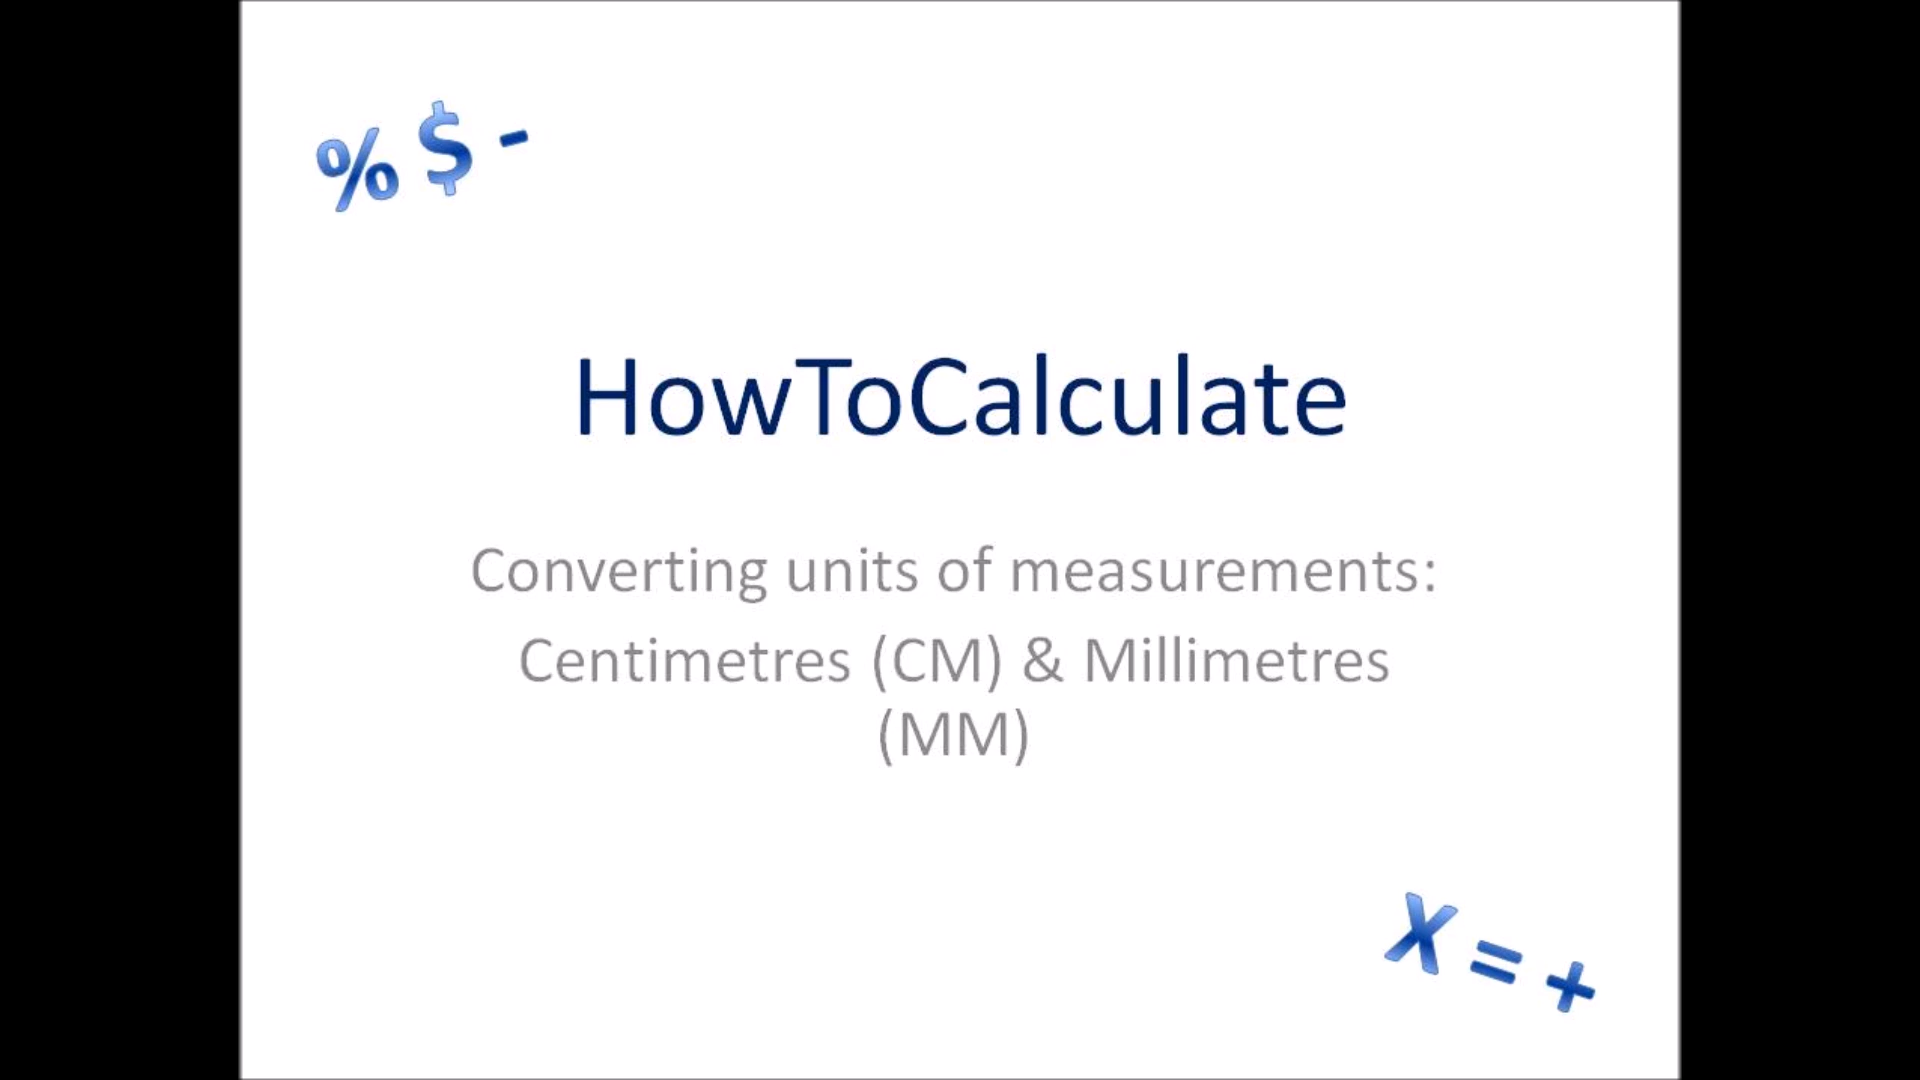 % $ -
HowToCalculate
Converting units of measurements:
Centimetres (CM) & Millimetres
(MM)
X = +